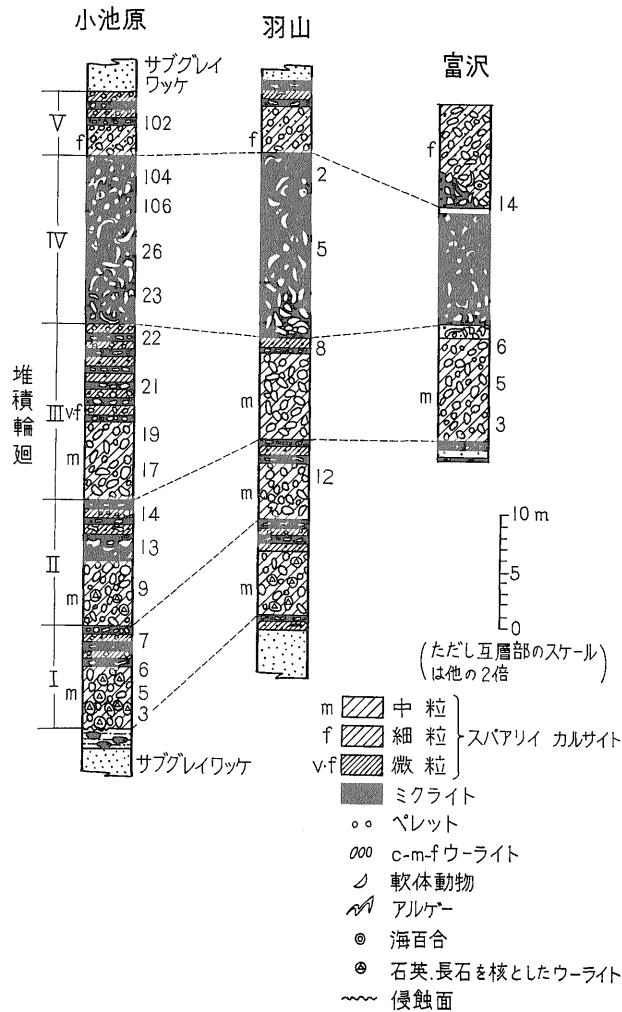 小池原
羽山
富沢
サブグレイ
ワッケ
V
f
102
IV
104
106
26
23
堆積輪廻
III
v·f
m
22
21
19
17
II
m
14
13
9
I
m
7
6
5
3
サブグレイワッケ
f
2
5
8
m
m
12
m
f
14
m
6
5
3
10 m
5
0
(ただし互層部のスケール
は他の2倍)
m 中粒
f 細粒
v·f 微粒
スパアリイ カルサイト
ミクライト
ペレット
c-m-fウーライト
軟体動物
アルゲー
海百合
石英.長石を核としたウーライト
侵蝕面